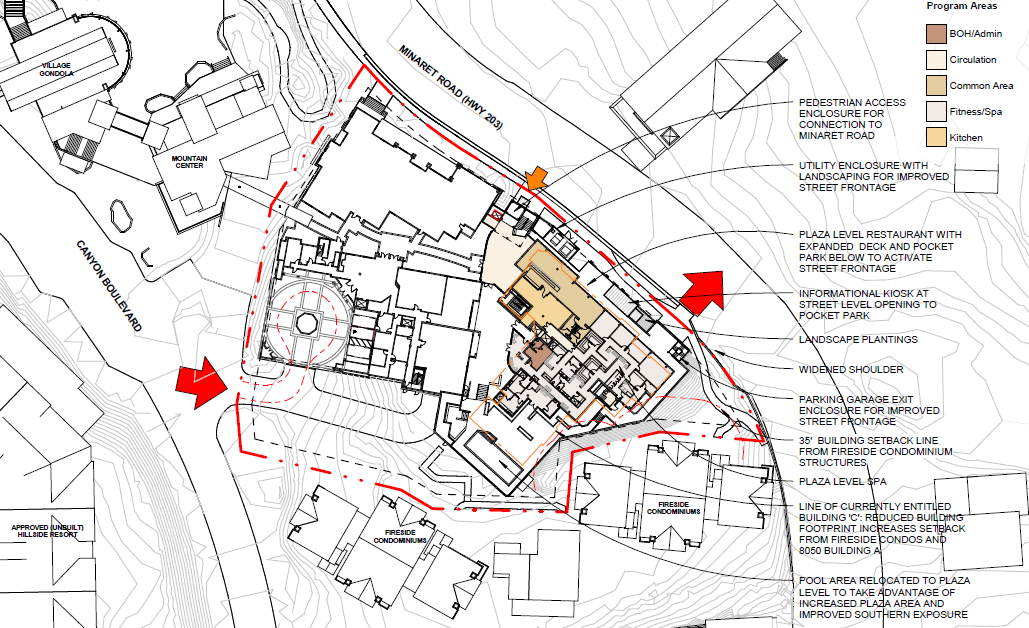 Program Areas
BOH/Admin
Circulation
Common Area
Fitness/Spa
Kitchen
VILLAGE
GONDOLA
MINARET ROAD (HWY 203)
MOUNTAIN
CENTER
CANYON BOULEVARD
PEDESTRIAN ACCESS
ENCLOSURE FOR
CONNECTION TO
MINARET ROAD
UTILITY ENCLOSURE WITH
LANDSCAPING FOR IMPROVED
STREET FRONTAGE
PLAZA LEVEL RESTAURANT WITH
EXPANDED DECK AND POCKET
PARK BELOW TO ACTIVATE
STREET FRONTAGE
INFORMATIONAL KIOSK AT
STREET LEVEL OPENING TO
POCKET PARK
LANDSCAPE PLANTINGS
WIDENED SHOULDER
PARKING GARAGE EXIT
ENCLOSURE FOR IMPROVED
STREET FRONTAGE
35' BUILDING SETBACK LINE
FROM FIRESIDE CONDOMINIUM
STRUCTURES
PLAZA LEVEL SPA
LINE OF CURRENTLY ENTITLED
BUILDING 'C': REDUCED BUILDING
FOOTPRINT INCREASES SETBACK
FROM FIRESIDE CONDOS AND
8050 BUILDING A
POOL AREA RELOCATED TO PLAZA
LEVEL TO TAKE ADVANTAGE OF
INCREASED PLAZA AREA AND
IMPROVED SOUTHERN EXPOSURE
APPROVED (UNBUILT)
HILLSIDE RESORT
FIRESIDE
CONDOMINIUMS
FIRESIDE
CONDOMINIUMS